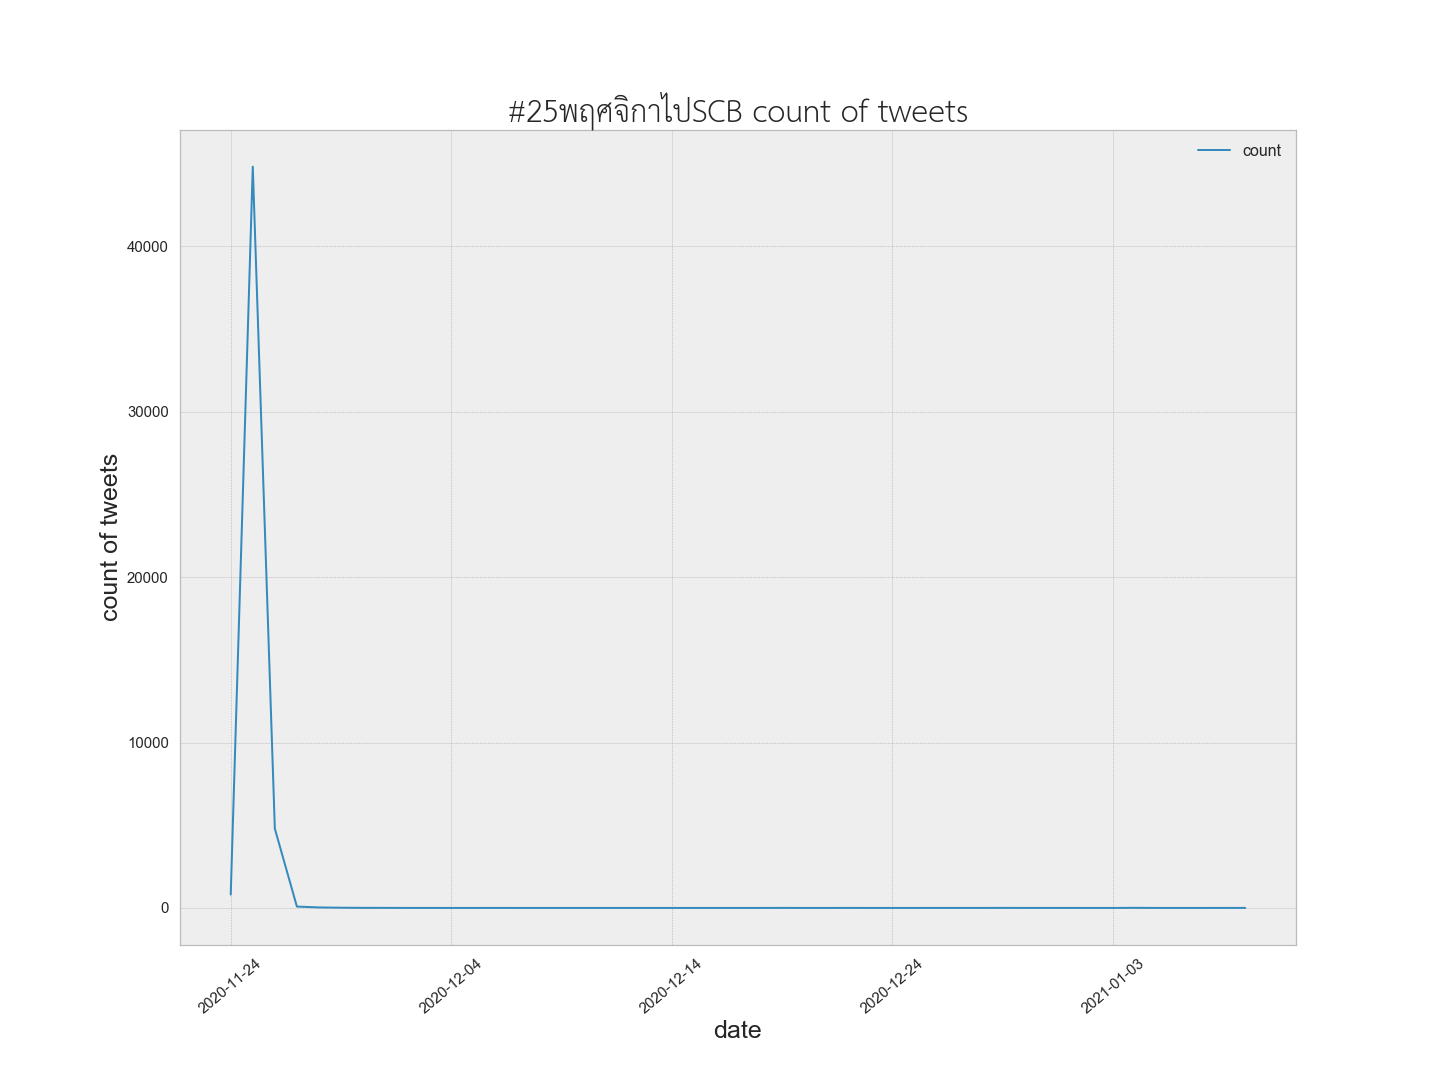 #25พฤศจิกาไปSCB count of tweets
count
40000
30000
20000
10000
0
count of tweets
2020-11-24
2020-12-04
2020-12-14
2020-12-24
2021-01-03
date